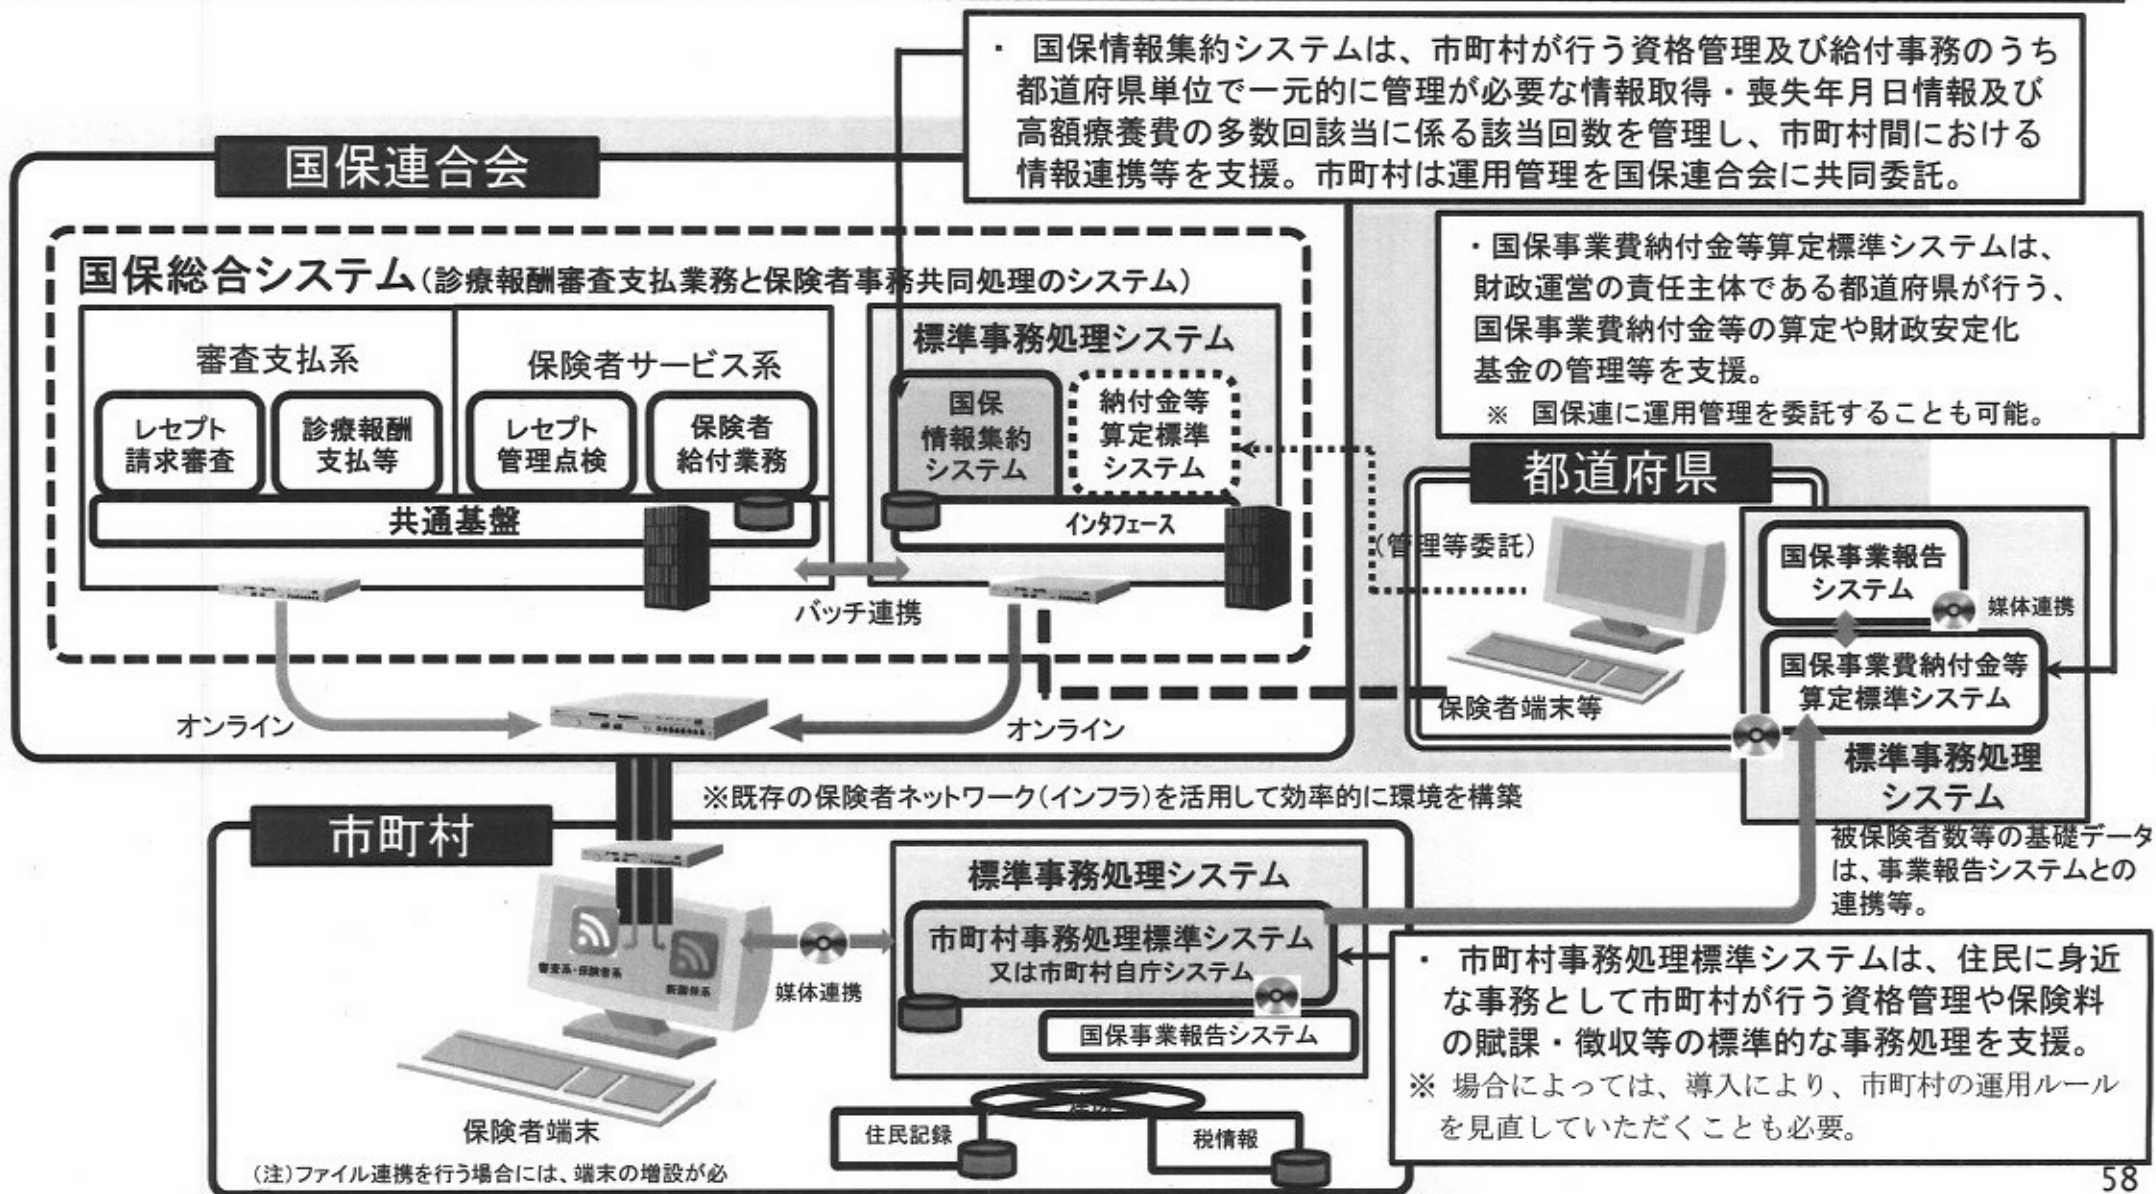 ・ 国保情報集約システムは、市町村が行う資格管理及び給付事務のうち
都道府県単位で一元的に管理が必要な情報取得・喪失年月日情報及び
高額療養費の多数回該当に係る該当回数を管理し、市町村間における
情報連携等を支援。市町村は運用管理を国保連合会に共同委託。
国保連合会
国保総合システム(診療報酬審査支払業務と保険者事務共同処理のシステム)
審査支払系
レセプト
請求審査
診療報酬
支払等
保険者サービス系
レセプト
管理点検
保険者
給付業務
共通基盤
標準事務処理システム
国保
情報集約
システム
納付金等
算定標準
システム
インタフェース
バッチ連携
オンライン
オンライン
・国保事業費納付金等算定標準システムは、
財政運営の責任主体である都道府県が行う、
国保事業費納付金等の算定や財政安定化
基金の管理等を支援。
※ 国保連に運用管理を委託することも可能。
都道府県
(管理等委託)
国保事業報告
システム
媒体連携
国保事業費納付金等
算定標準システム
保険者端末等
標準事務処理
システム
※既存の保険者ネットワーク(インフラ)を活用して効率的に環境を構築
被保険者数等の基礎データ
は、事業報告システムとの
連携等。
市町村
審査系・保険者系
媒体連携
保険者端末
(注)ファイル連携を行う場合には、端末の増設が必
標準事務処理システム
市町村事務処理標準システム
又は市町村自庁システム
国保事業報告システム
住民記録
税情報
・ 市町村事務処理標準システムは、住民に身近
な事務として市町村が行う資格管理や保険料
の賦課・徴収等の標準的な事務処理を支援。
※ 場合によっては、導入により、市町村の運用ルール
を見直していただくことも必要。
58